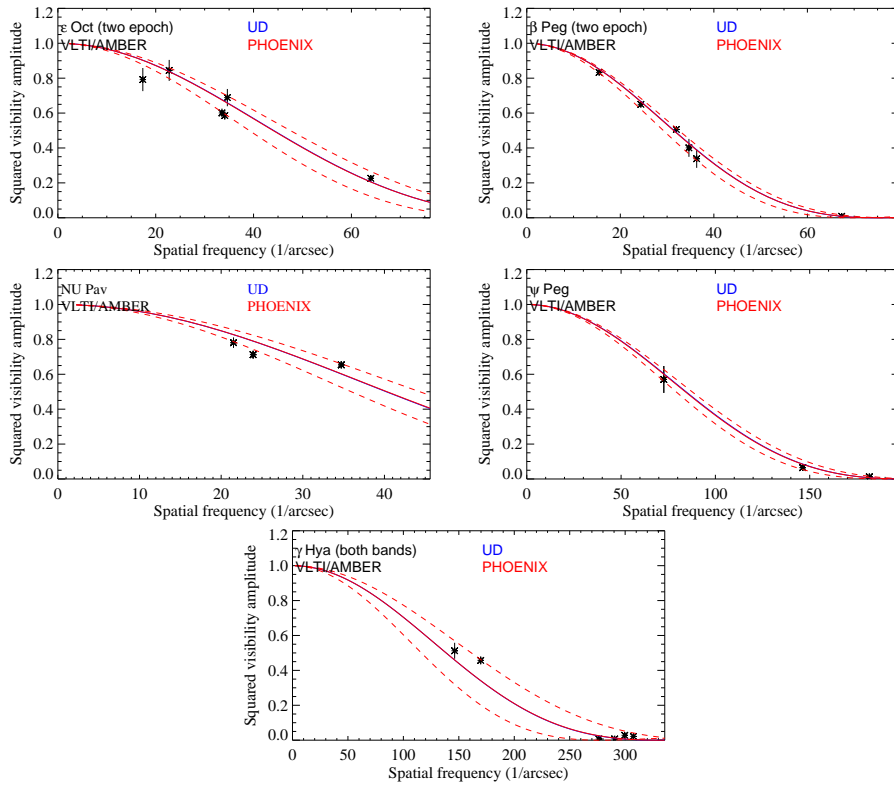 ε Oct (two epoch) UD
VLTI/AMBER PHOENIX
Squared visibility amplitude
1.2
1.0
0.8
0.6
0.4
0.2
0.0
0 20 40 60
Spatial frequency (1/arcsec)
β Peg (two epoch) UD
VLTI/AMBER PHOENIX
Squared visibility amplitude
1.2
1.0
0.8
0.6
0.4
0.2
0.0
0 20 40 60
Spatial frequency (1/arcsec)
NU Pav UD
VLTI/AMBER PHOENIX
Squared visibility amplitude
1.2
1.0
0.8
0.6
0.4
0.2
0.0
0 10 20 30 40
Spatial frequency (1/arcsec)
ψ Peg UD
VLTI/AMBER PHOENIX
Squared visibility amplitude
1.2
1.0
0.8
0.6
0.4
0.2
0.0
0 50 100 150
Spatial frequency (1/arcsec)
γ Hya (both bands) UD
VLTI/AMBER PHOENIX
Squared visibility amplitude
1.2
1.0
0.8
0.6
0.4
0.2
0.0
0 50 100 150 200 250 300
Spatial frequency (1/arcsec)